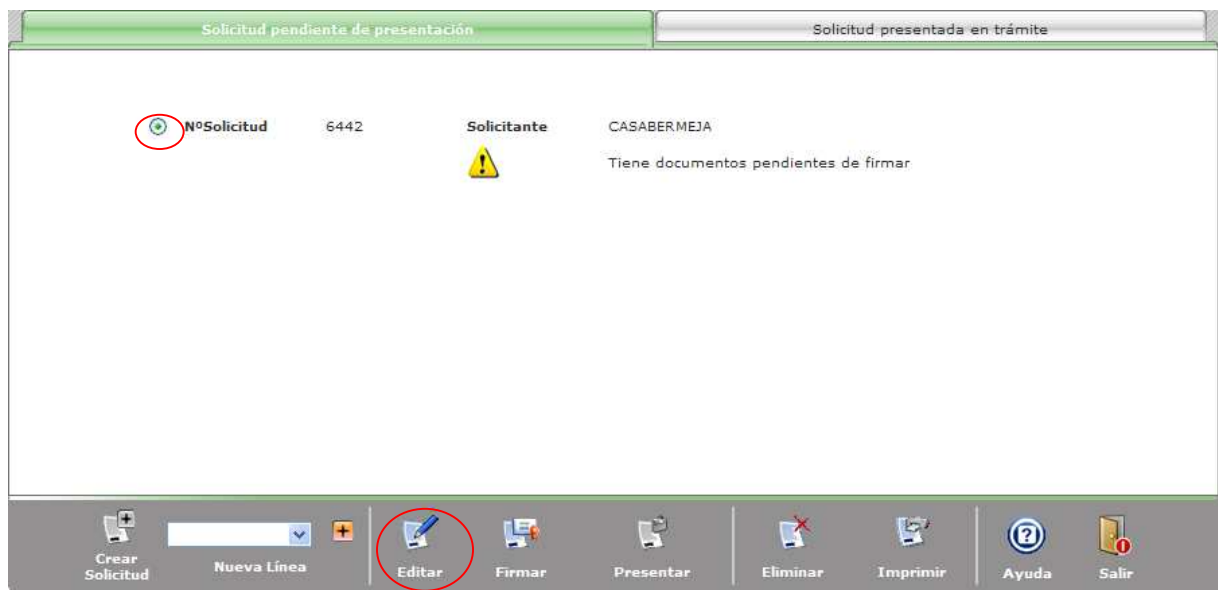 Solicitud pendiente de presentación
Solicitud presentada en trámite
NºSolicitud 6442 Solicitante CASABERMEJA
Tiene documentos pendientes de firmar
Crear
Solicitud
Nueva Línea
Editar
Firmar
Presentar
Eliminar
Imprimir
Ayuda
Salir